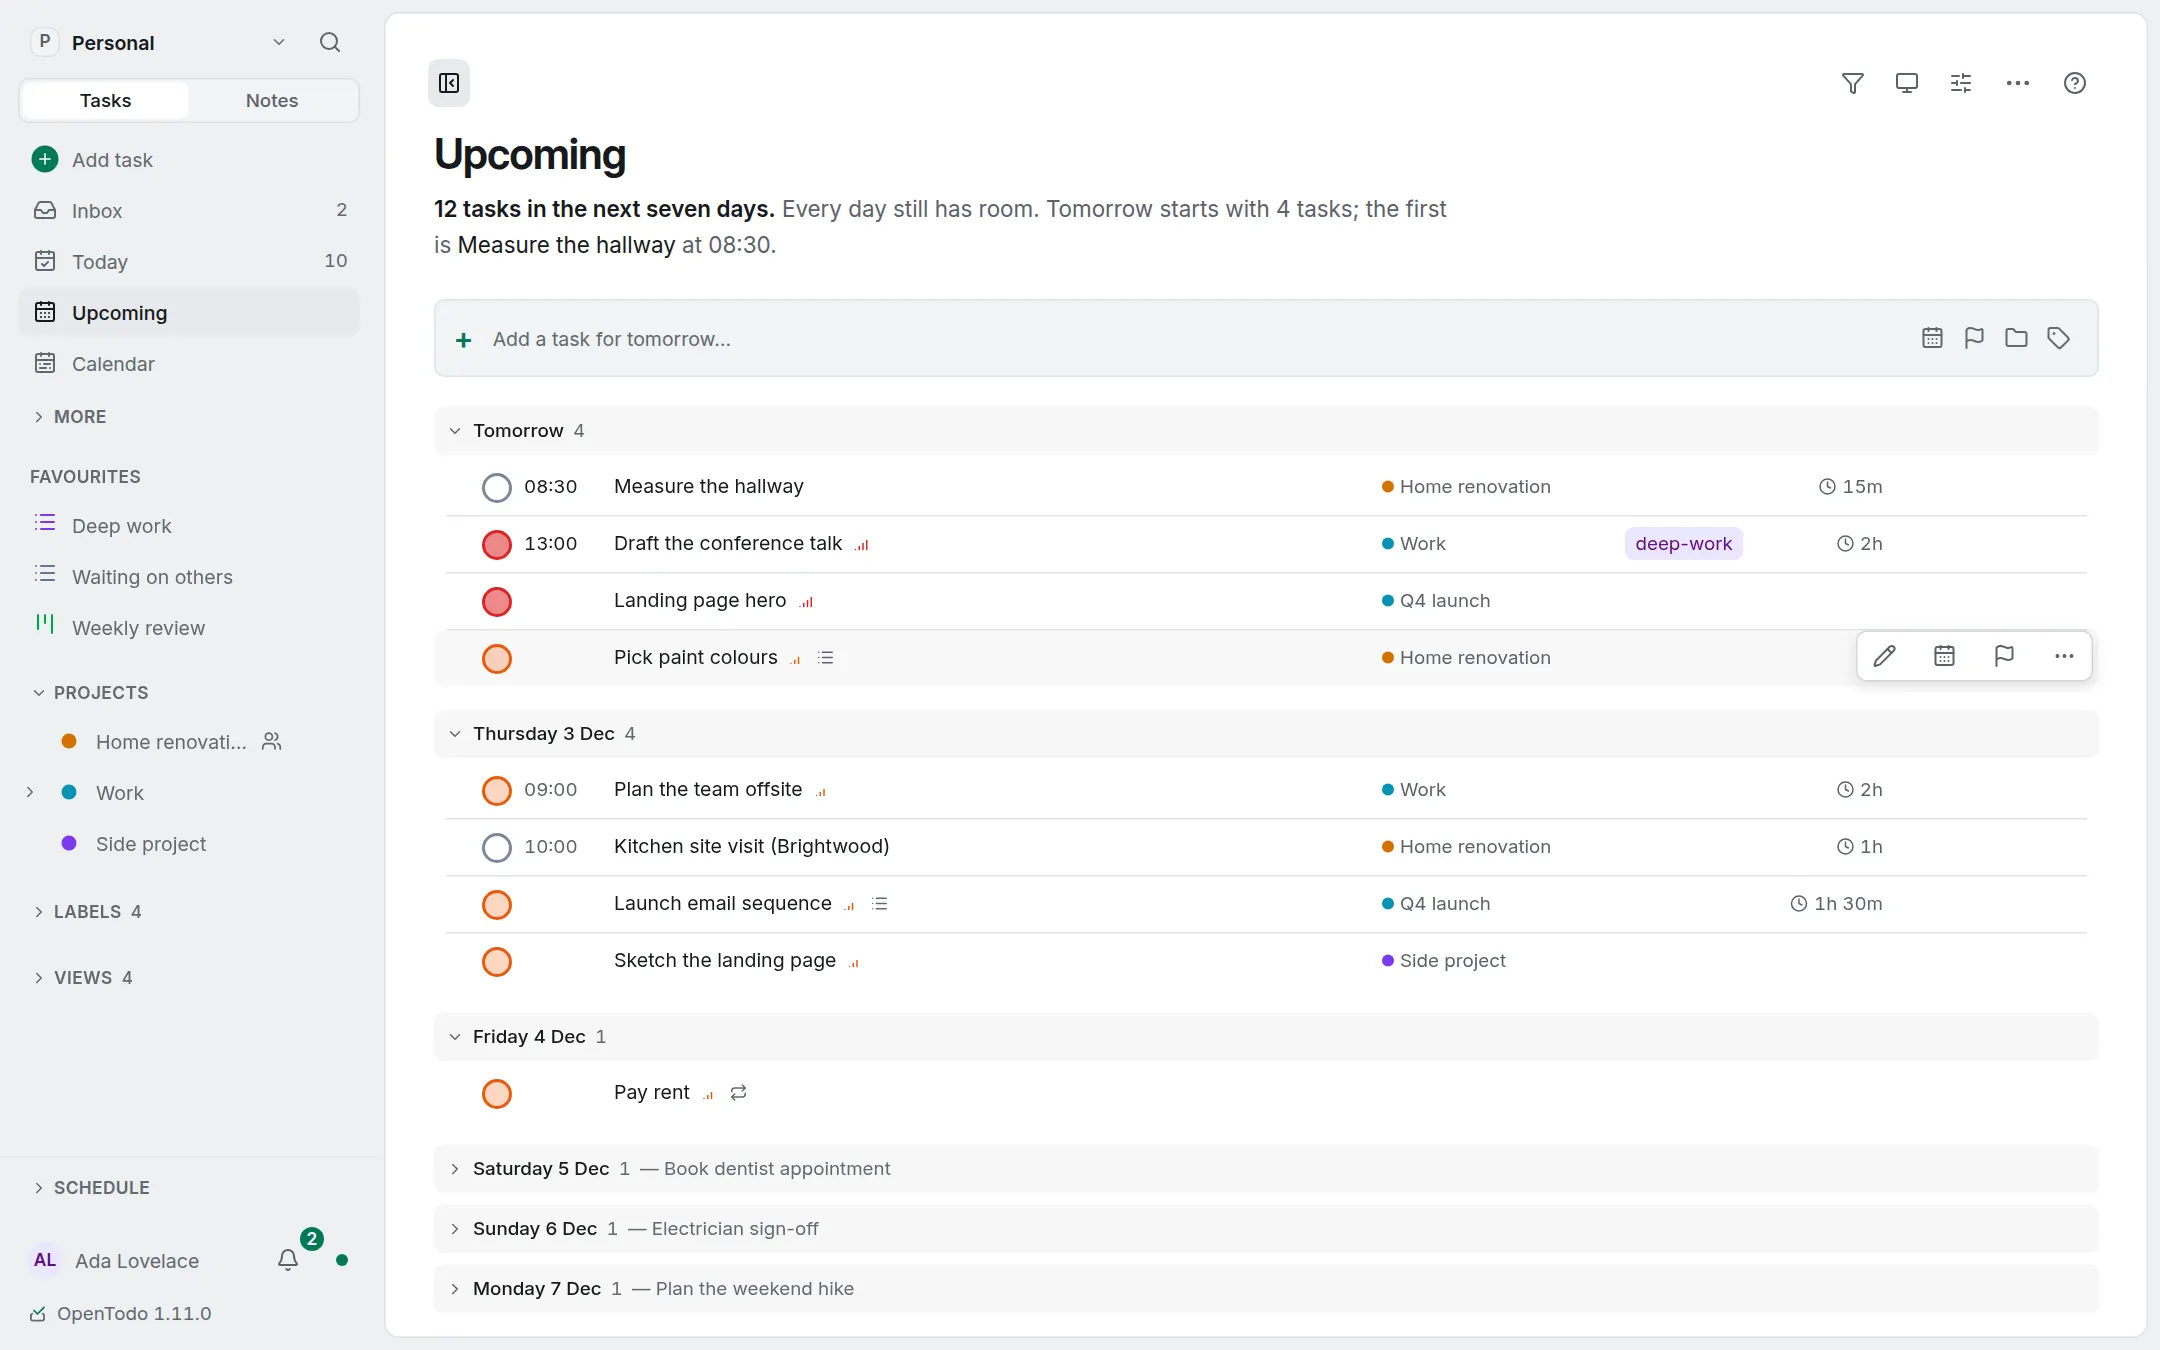 P Personal
Tasks Notes
Add task
Inbox 2
Today 10
Upcoming
Calendar
MORE
FAVOURITES
Deep work
Waiting on others
Weekly review
PROJECTS
Home renovati...
Work
Side project
LABELS 4
VIEWS 4
SCHEDULE
2
AL Ada Lovelace
OpenTodo 1.11.0
Upcoming
12 tasks in the next seven days. Every day still has room. Tomorrow starts with 4 tasks; the first
is Measure the hallway at 08:30.
Add a task for tomorrow...
Tomorrow 4
08:30 Measure the hallway Home renovation 15m
13:00 Draft the conference talk Work deep-work 2h
Landing page hero Q4 launch
Pick paint colours Home renovation
Thursday 3 Dec 4
09:00 Plan the team offsite Work 2h
10:00 Kitchen site visit (Brightwood) Home renovation 1h
Launch email sequence Q4 launch 1h 30m
Sketch the landing page Side project
Friday 4 Dec 1
Pay rent
Saturday 5 Dec 1 — Book dentist appointment
Sunday 6 Dec 1 — Electrician sign-off
Monday 7 Dec 1 — Plan the weekend hike